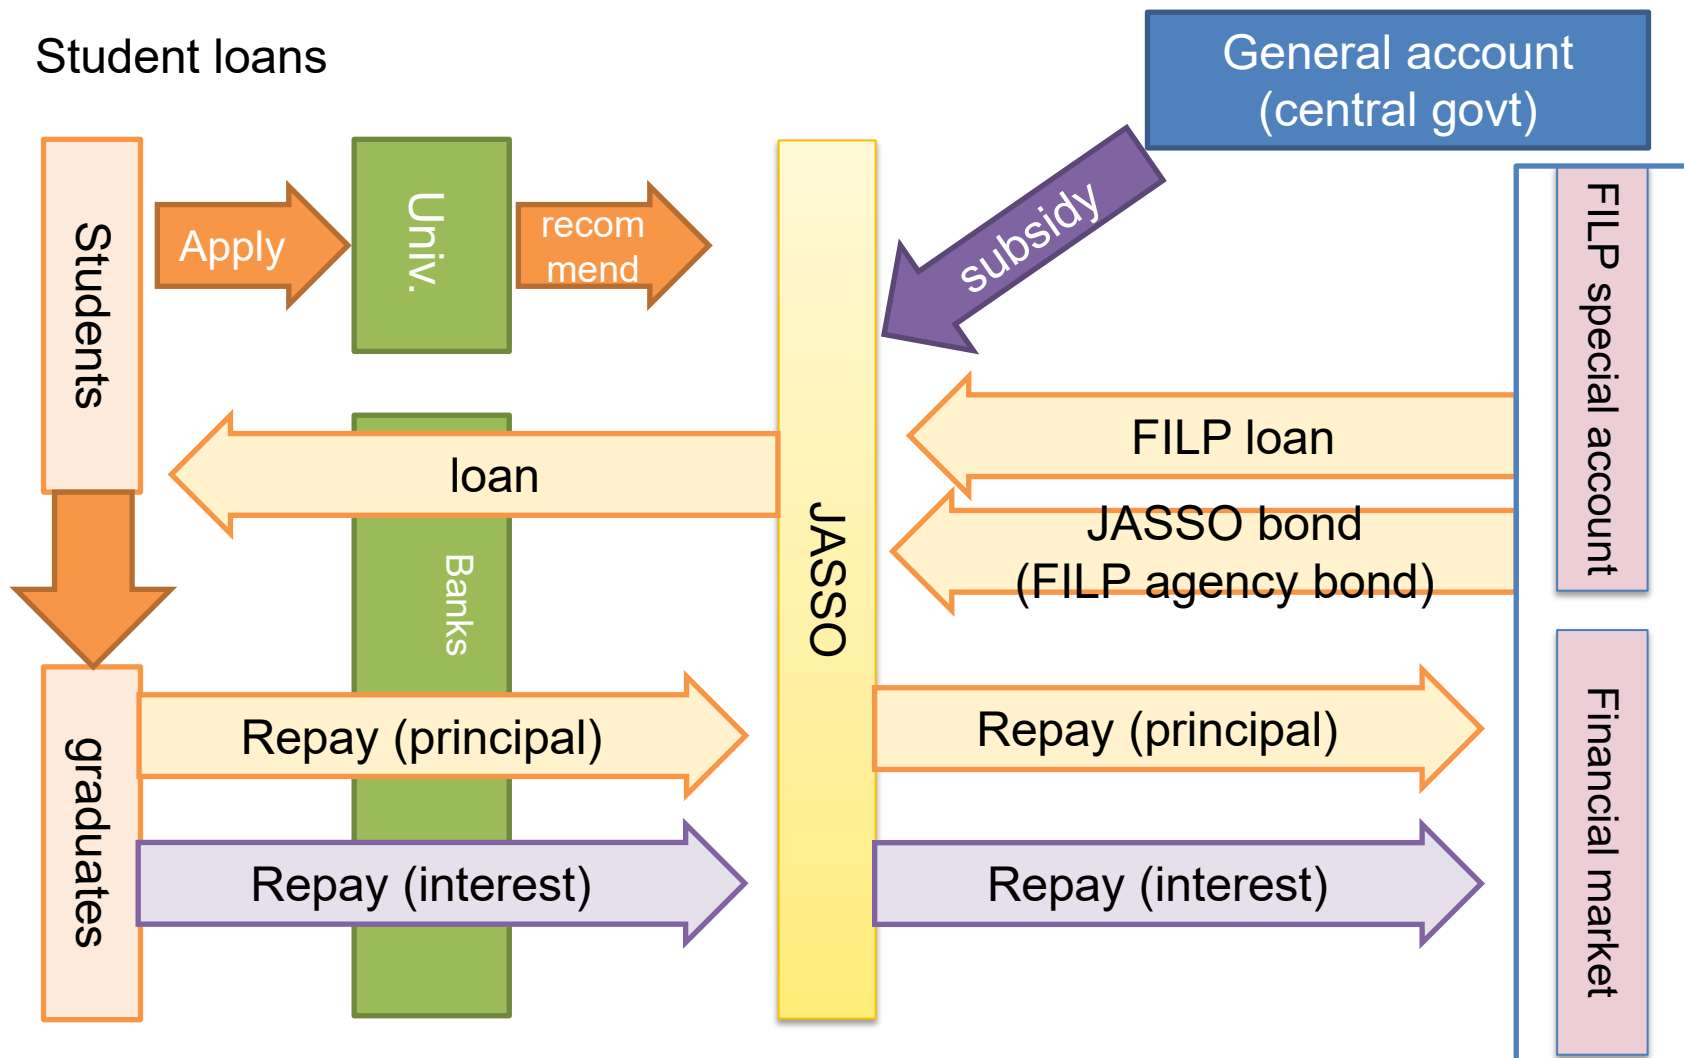 Student loans
General account
(central govt)
Students
Apply
Univ.
recom
mend
subsidy
FILP special account
FILP loan
loan
JASSO bond
(FILP agency bond)
JASSO
Banks
graduates
Repay (principal)
Repay (principal)
Financial market
Repay (interest)
Repay (interest)